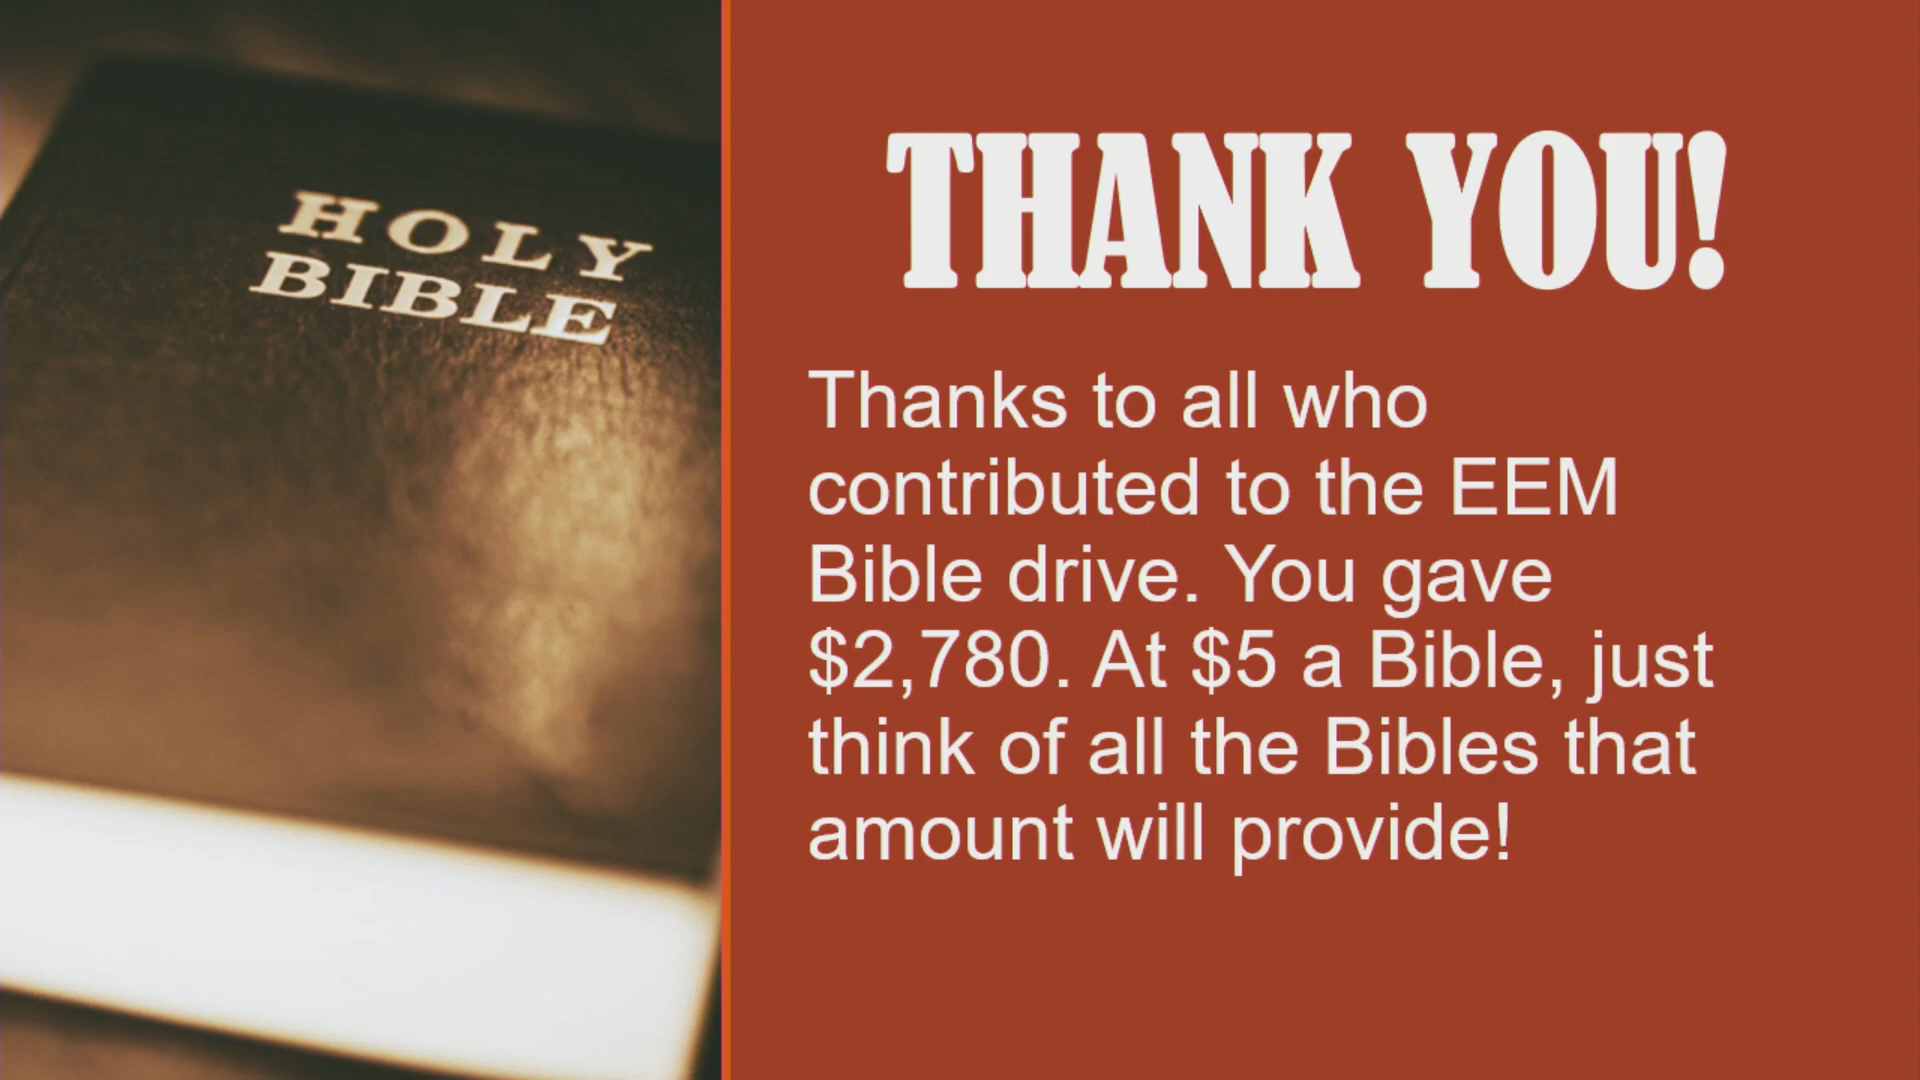 HOLY
BIBLE
THANK YOU!
Thanks to all who
contributed to the EEM
Bible drive. You gave
$2,780. At $5 a Bible, just
think of all the Bibles that
amount will provide!